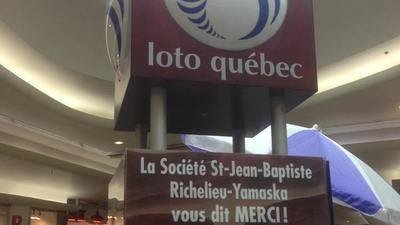 loto québec
La Société St-Jean-Baptiste
Richelieu-Yamaska
vous dit MERCI!